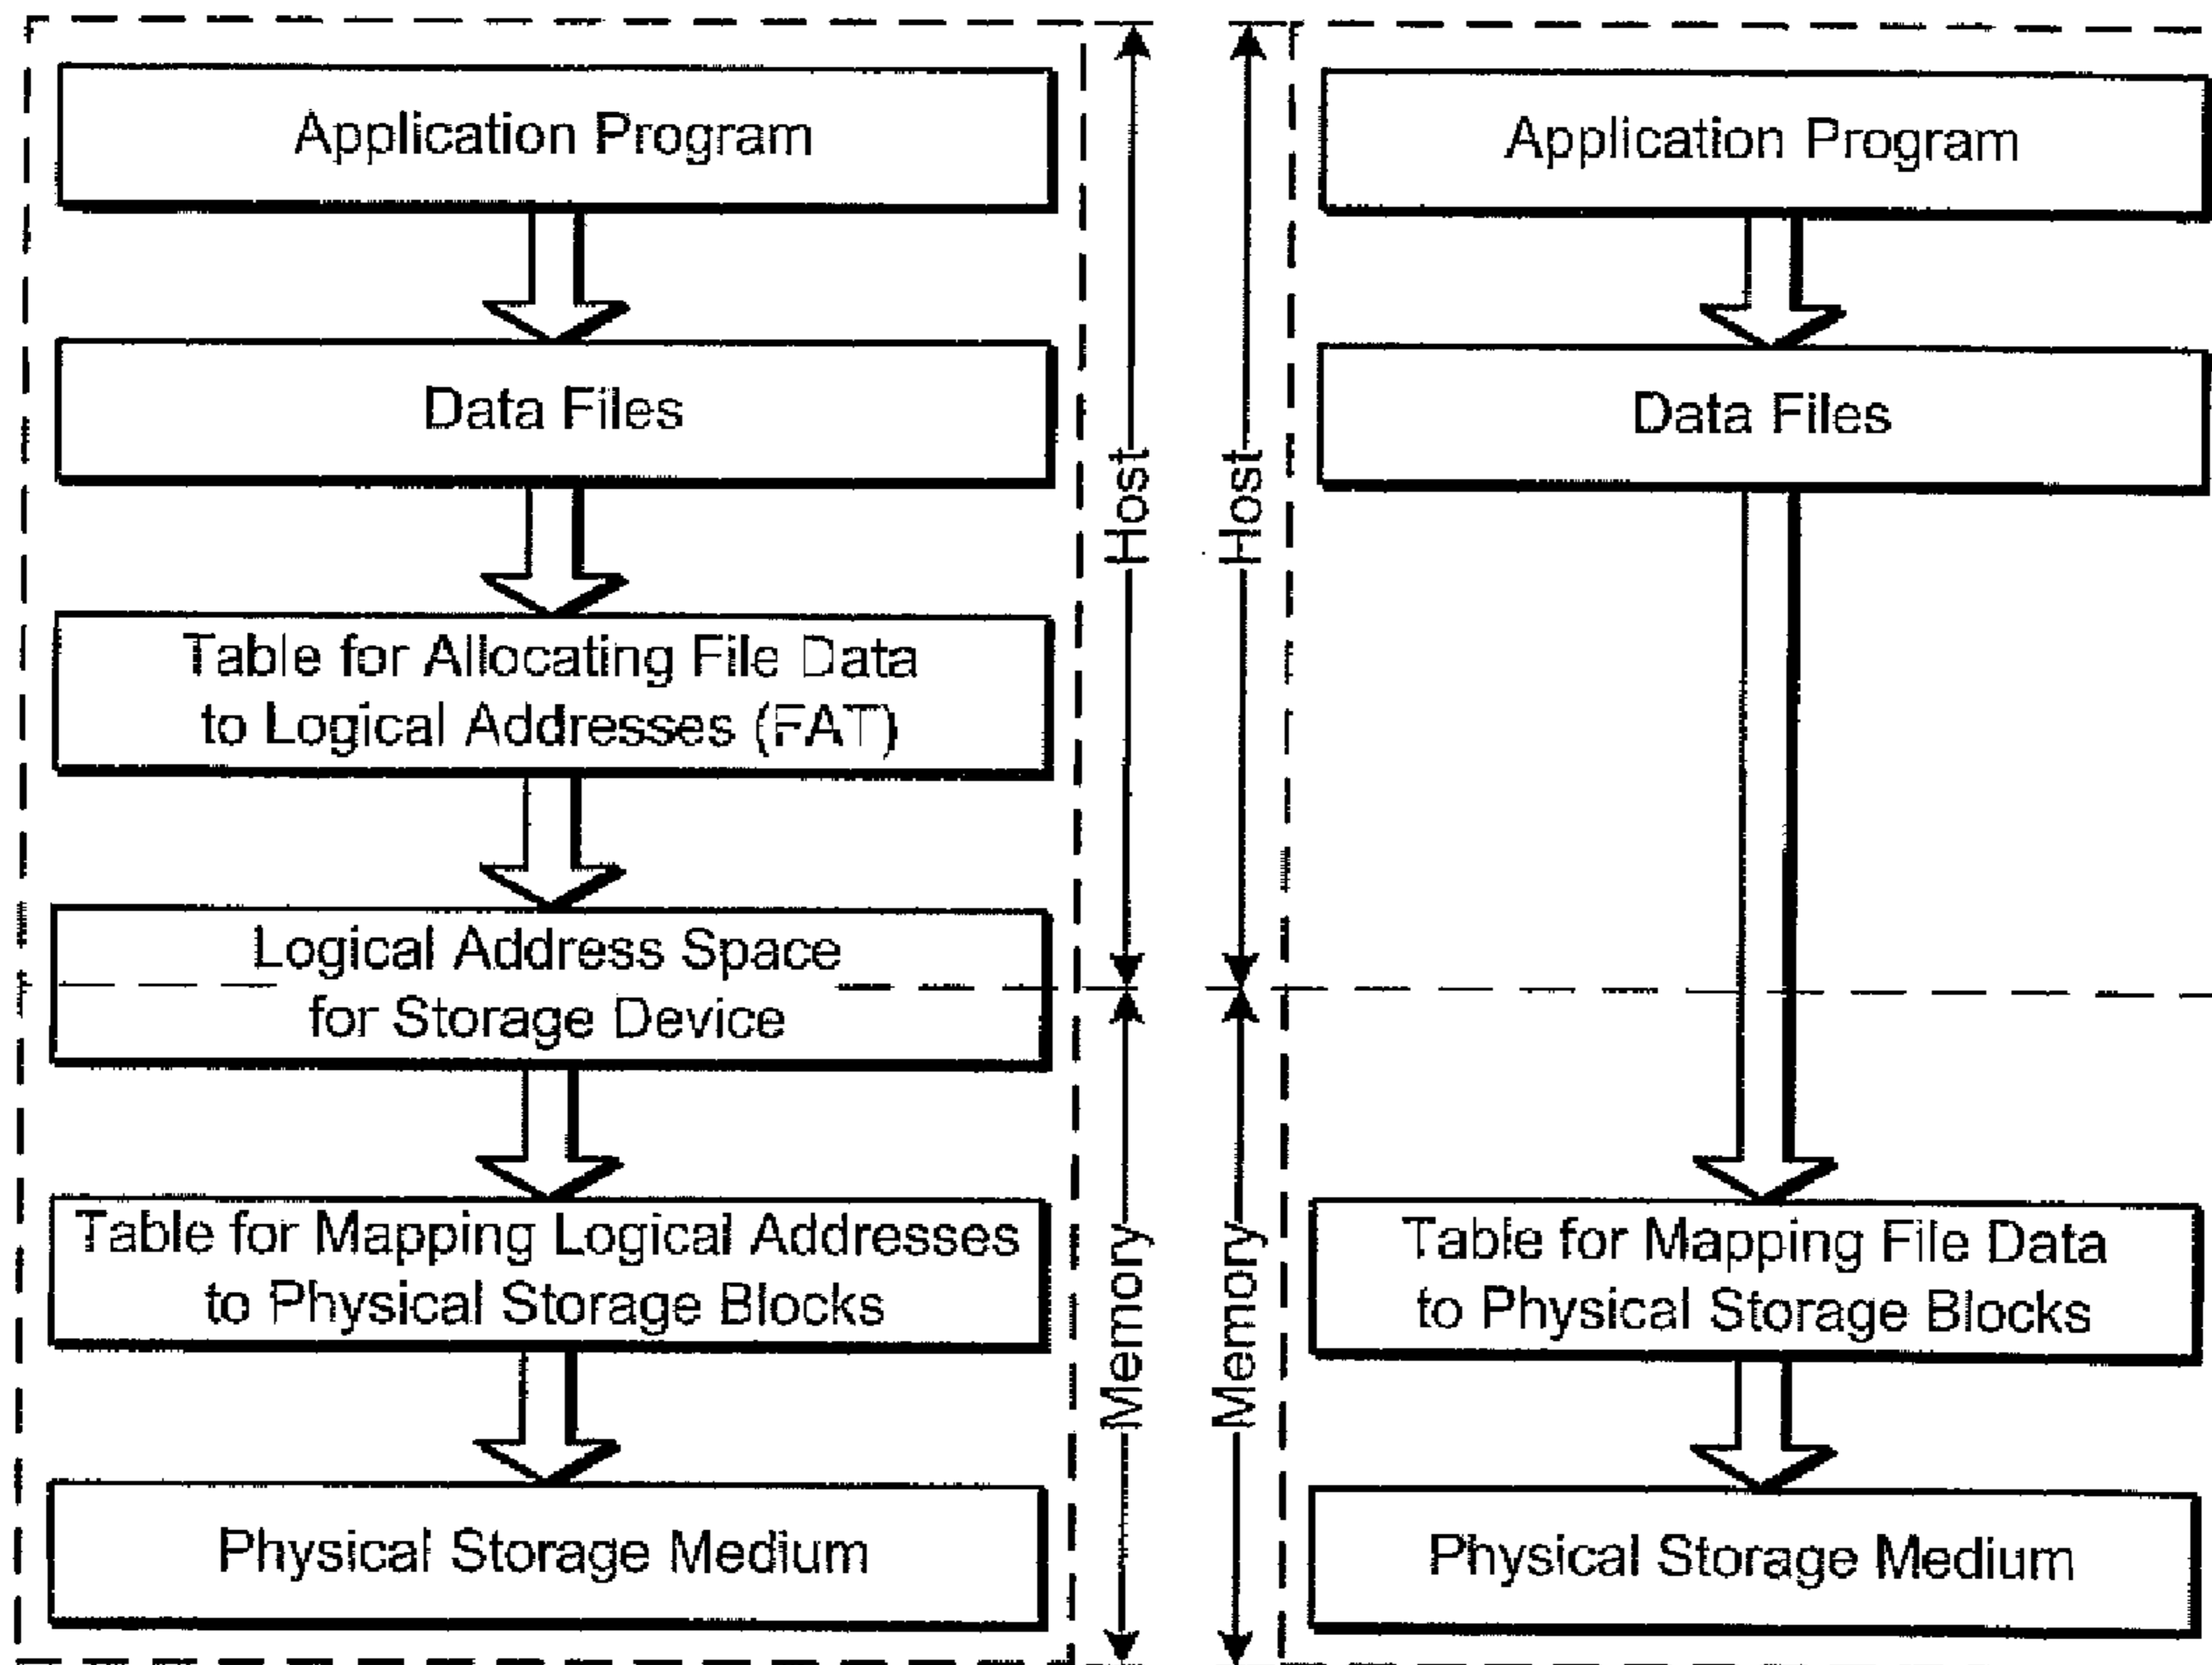 Application Program
Data Files
Table for Allocating File Data
to Logical Addresses (FAT)
Logical Address Space
for Storage Device
Table for Mapping Logical Addresses
to Physical Storage Blocks
Physical Storage Medium
Host
Memory
Host
Memory
Application Program
Data Files
Table for Mapping File Data
to Physical Storage Blocks
Physical Storage Medium